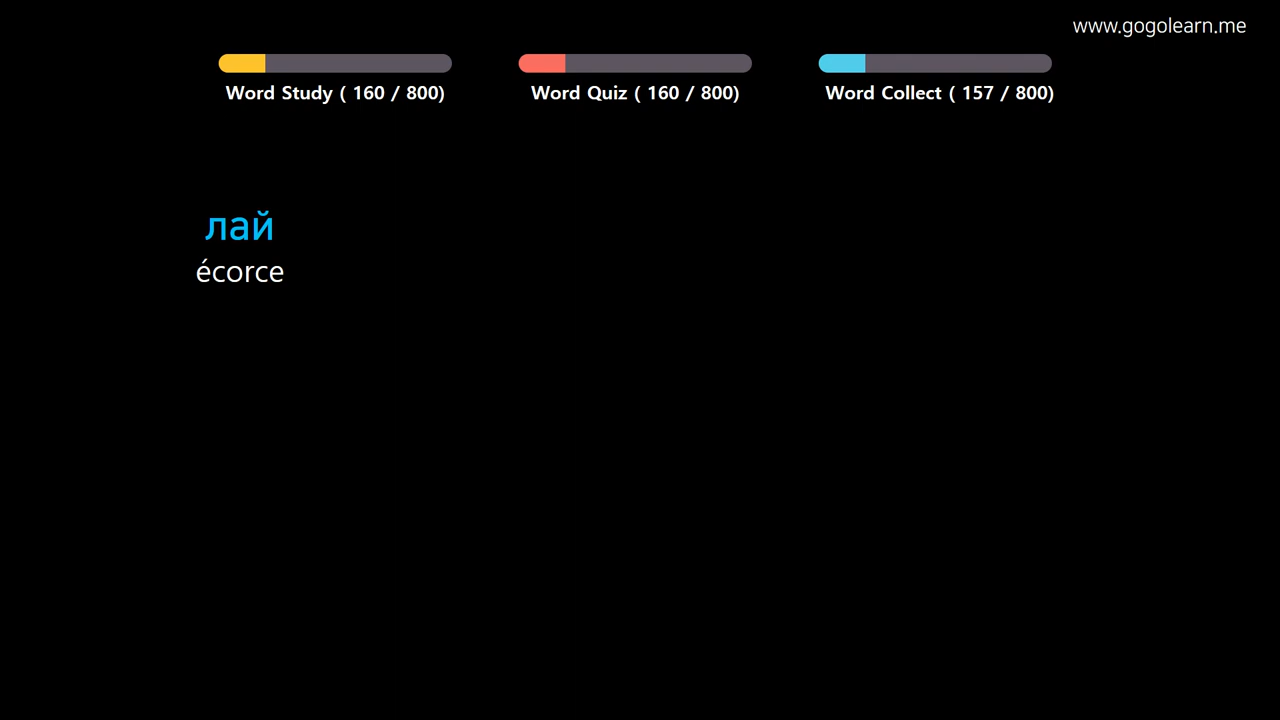 www.gogolearn.me
Word Study ( 160 / 800)
Word Quiz ( 160 / 800)
Word Collect ( 157 / 800)
лай
écorce